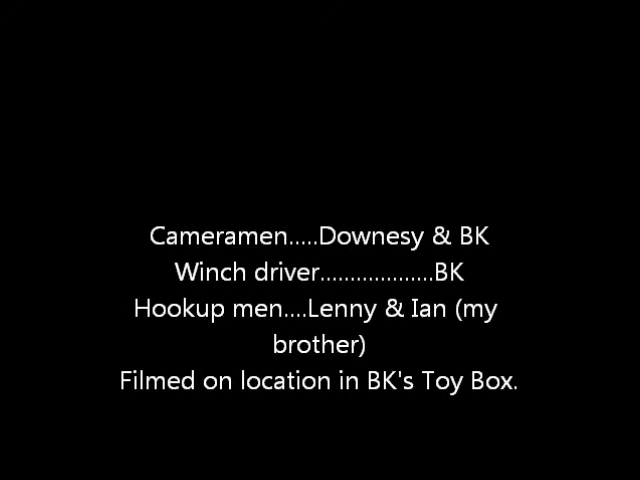 Cameramen.....Downesy & BK
Winch driver...................BK
Hookup men....Lenny & Ian (my
brother)
Filmed on location in BK's Toy Box.